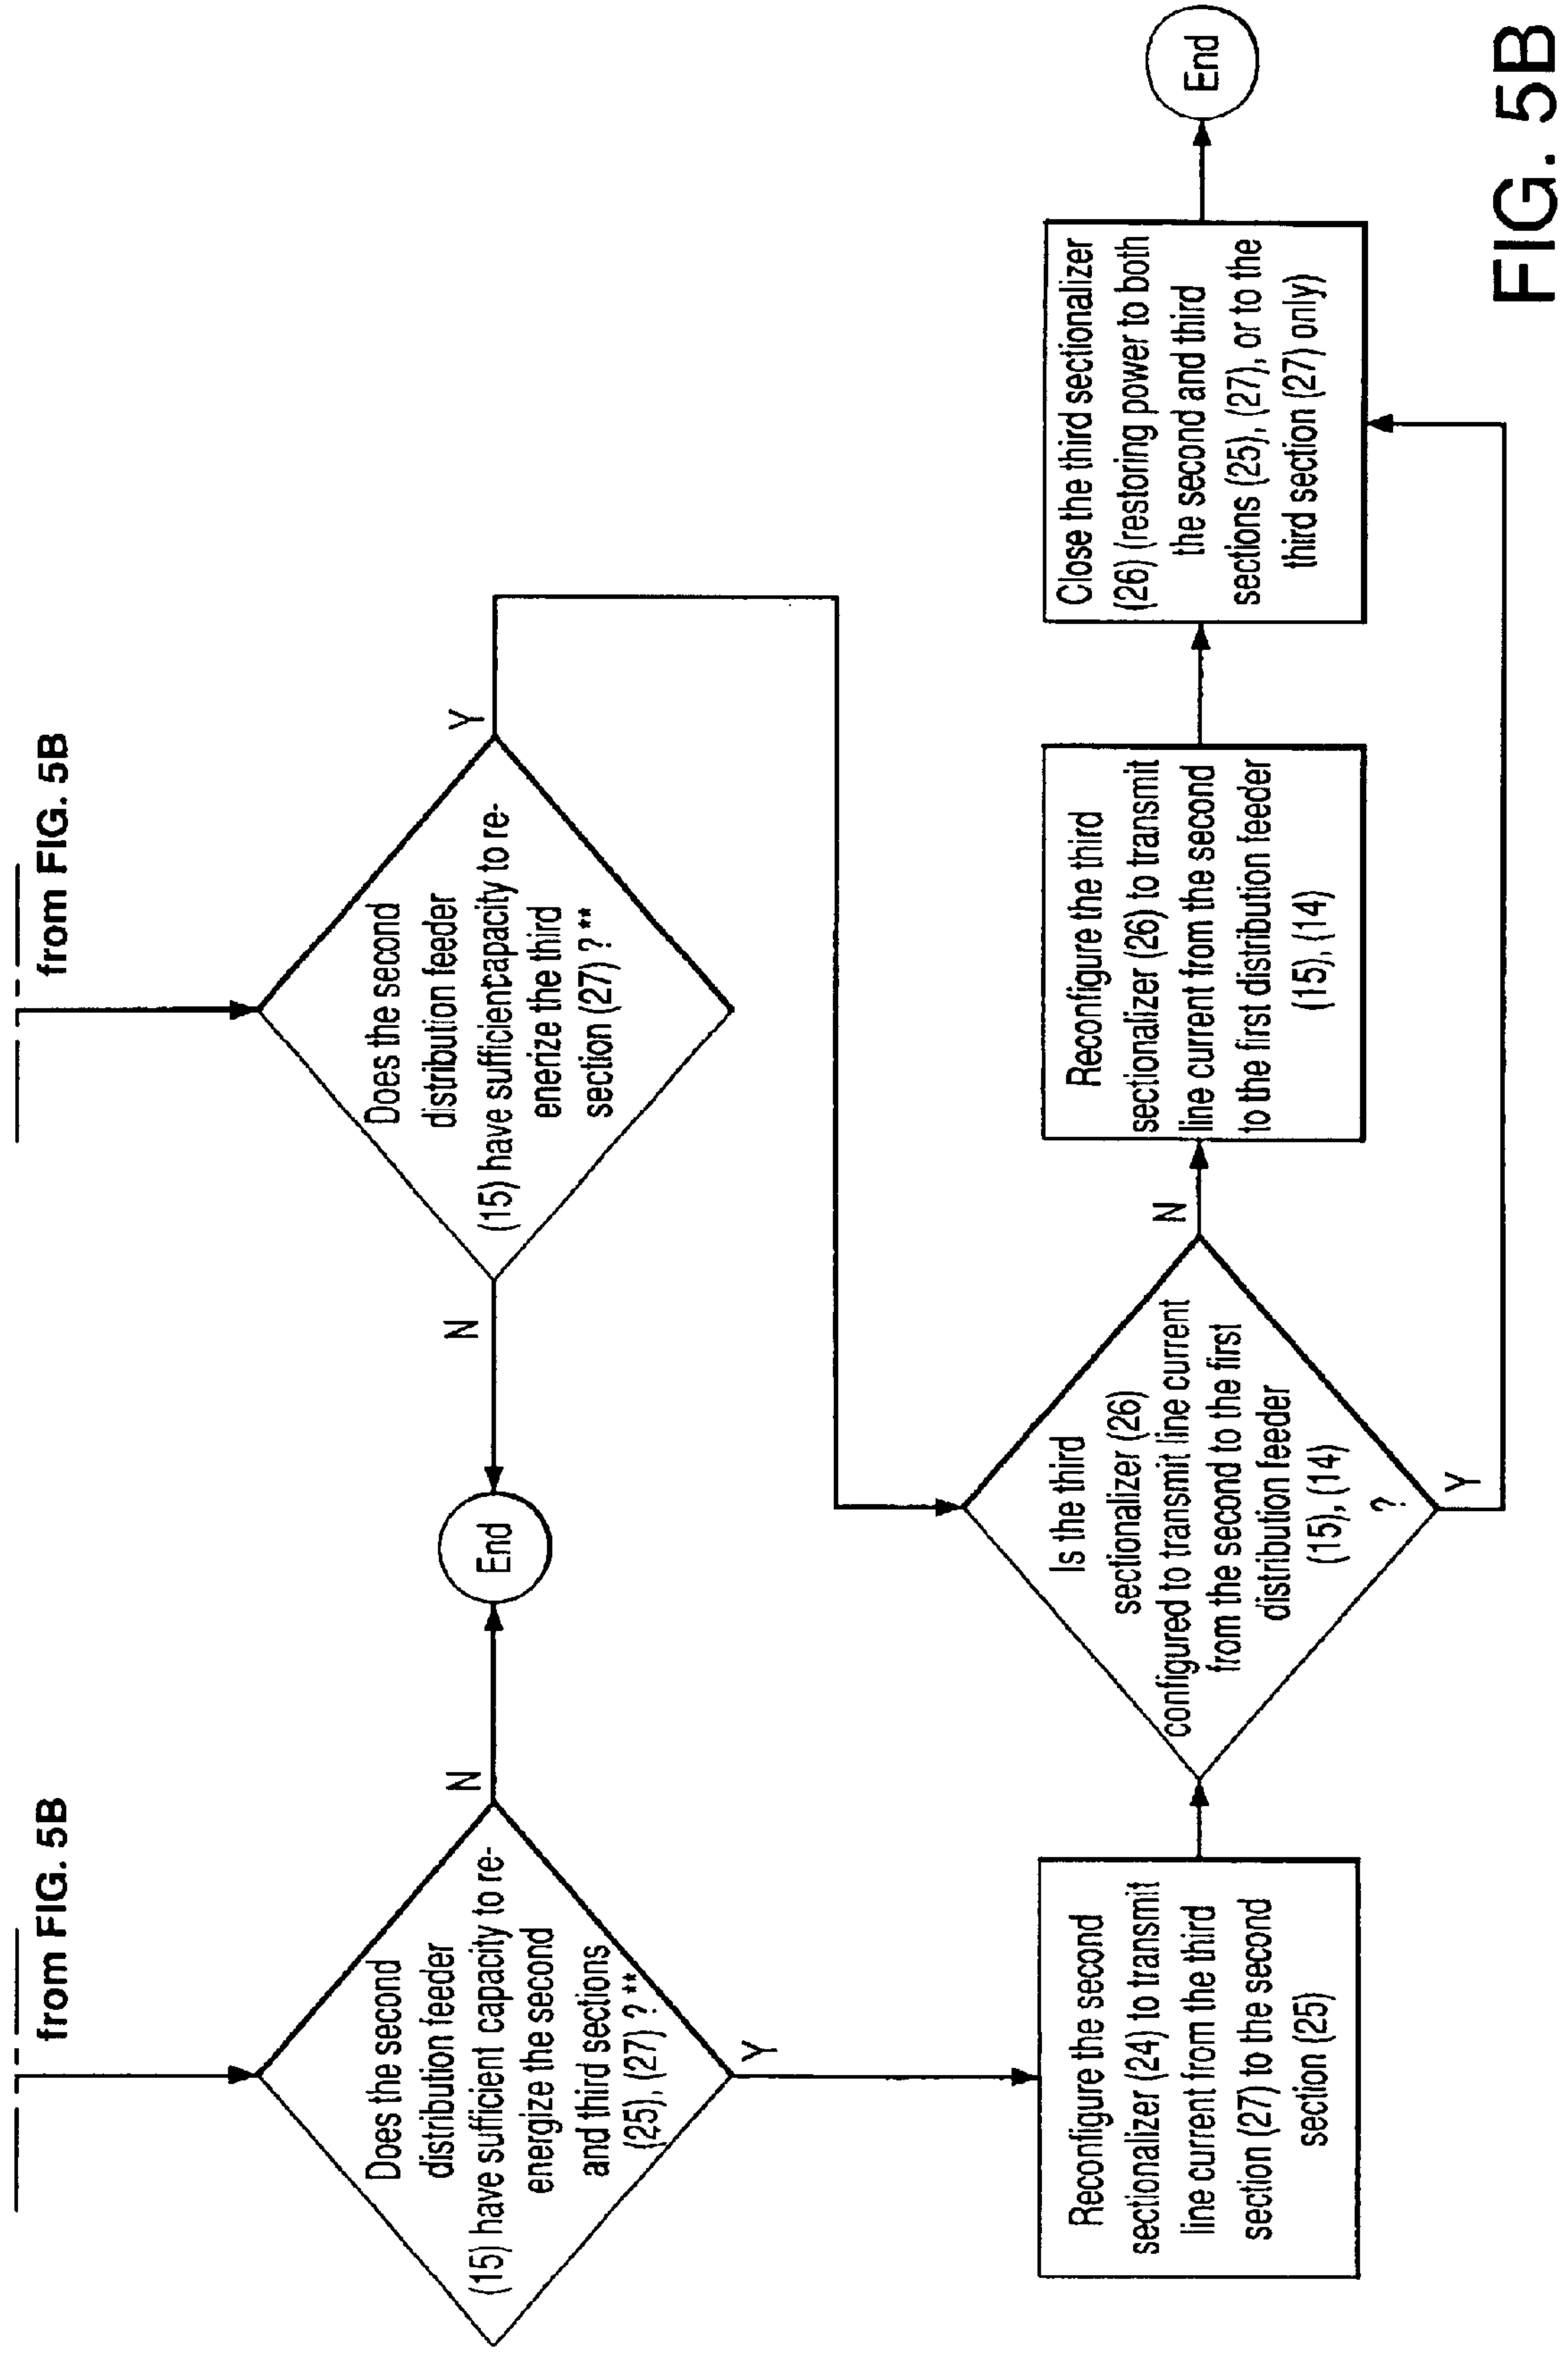 from FIG. 5B
from FIG. 5B
Does the second
distribution feeder
(15) have sufficient capacity to re-
energize the second
and third sections
(25), (27) ? **
N
Y
End
Does the second
distribution feeder
(15) have sufficientcapacity to re-
enerize the third
section (27) ? **
N
Y
Reconfigure the second
sectionalizer (24) to transmit
line current from the third
section (27) to the second
section (25)
Is the third
sectionalizer (26)
configured to transmit line current
from the second to the first
distribution feeder
(15), (14)
?
N
Y
Reconfigure the third
sectionalizer (26) to transmit
line current from the second
to the first distribution feeder
(15), (14)
Close the third sectionalizer
(26) (restoring power to both
the second and third
sections (25), (27), or to the
third section (27) only)
End
FIG. 5B